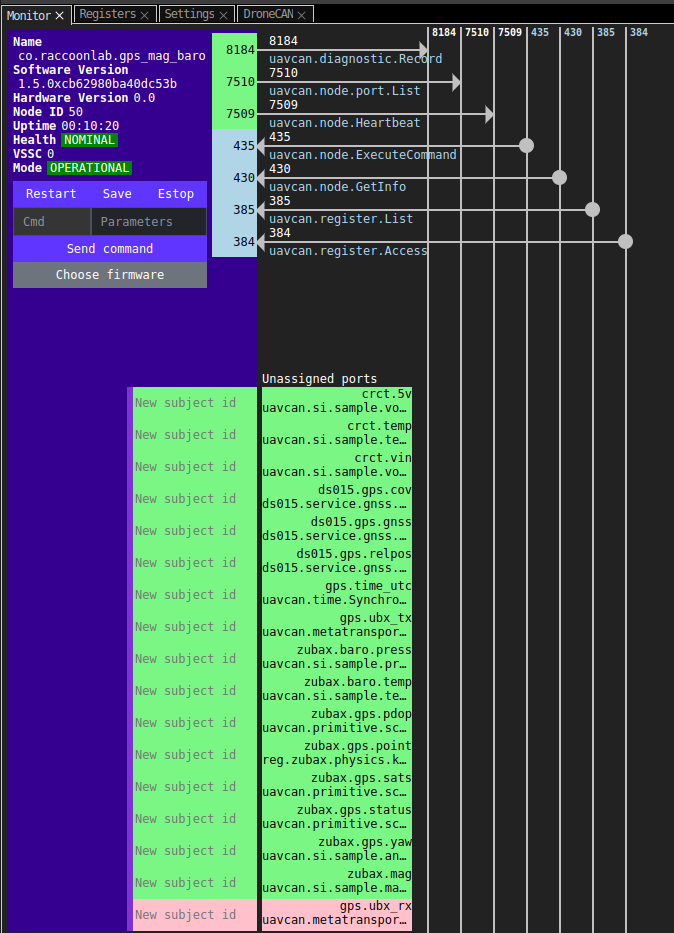 Monitor Registers Settings DroneCAN
Name
co.raccoonlab.gps_mag_baro
Software Version
1.5.0xcb62980ba40dc53b
Hardware Version 0.0
Node ID 50
Uptime 00:10:20
Health NOMINAL
VSSC 0
Mode OPERATIONAL
Restart Save Estop
Cmd Parameters
Send command
Choose firmware
8184 7510 7509 435 430 385 384
8184 8184
uavcan.diagnostic.Record
7510 7510
uavcan.node.port.List
7509 7509
uavcan.node.Heartbeat
435 435
uavcan.node.ExecuteCommand
430 430
uavcan.node.GetInfo
385 385
uavcan.register.List
384 384
uavcan.register.Access
Unassigned ports
New subject id crct.5v
uavcan.si.sample.vo…
New subject id crct.temp
uavcan.si.sample.te…
New subject id crct.vin
uavcan.si.sample.vo…
New subject id ds015.gps.cov
ds015.service.gnss.…
New subject id ds015.gps.gnss
ds015.service.gnss.…
New subject id ds015.gps.relpos
ds015.service.gnss.…
New subject id gps.time_utc
uavcan.time.Synchro…
New subject id gps.ubx_tx
uavcan.metatranspor…
New subject id zubax.baro.press
uavcan.si.sample.pr…
New subject id zubax.baro.temp
uavcan.si.sample.te…
New subject id zubax.gps.pdop
uavcan.primitive.sc…
New subject id zubax.gps.point
reg.zubax.physics.k…
New subject id zubax.gps.sats
uavcan.primitive.sc…
New subject id zubax.gps.status
uavcan.primitive.sc…
New subject id zubax.gps.yaw
uavcan.si.sample.an…
New subject id zubax.mag
uavcan.si.sample.ma…
New subject id gps.ubx_rx
uavcan.metatranspor…